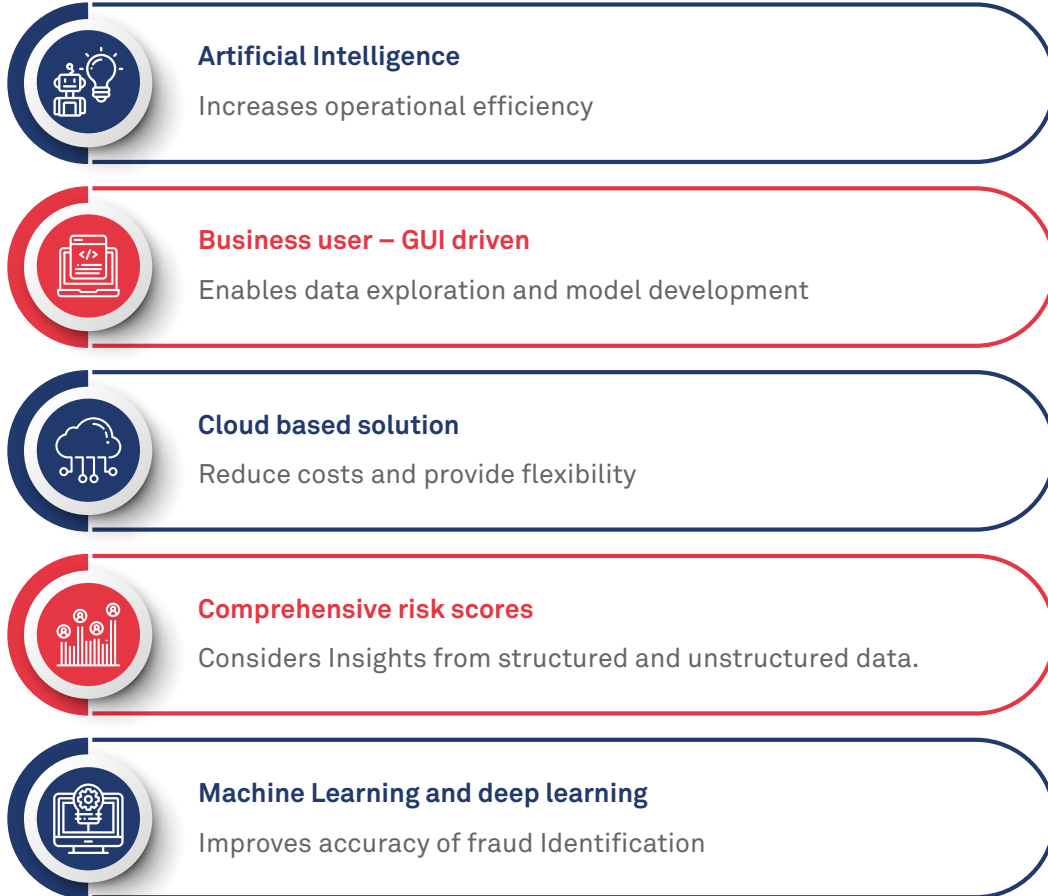 Artificial Intelligence
Increases operational efficiency
Business user – GUI driven
Enables data exploration and model development
Cloud based solution
Reduce costs and provide flexibility
Comprehensive risk scores
Considers Insights from structured and unstructured data.
Machine Learning and deep learning
Improves accuracy of fraud Identification